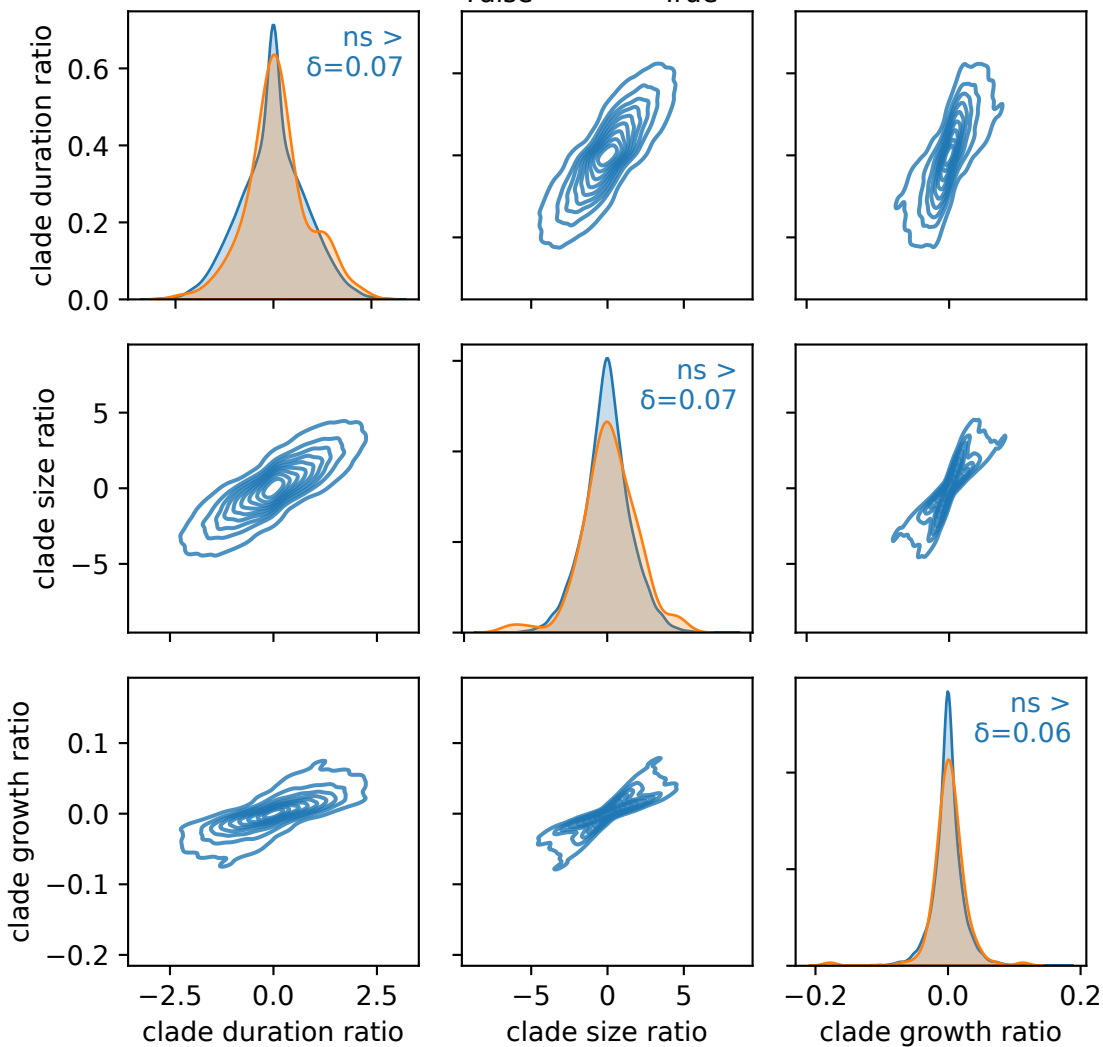 clade duration ratio
0.6
0.4
0.2
0.0
ns >
δ=0.07
clade size ratio
5
0
−5
ns >
δ=0.07
clade growth ratio
0.1
0.0
−0.1
−0.2
ns >
δ=0.06
−2.5 0.0 2.5
−5 0 5
−0.2 0.0 0.2
clade duration ratio
clade size ratio
clade growth ratio